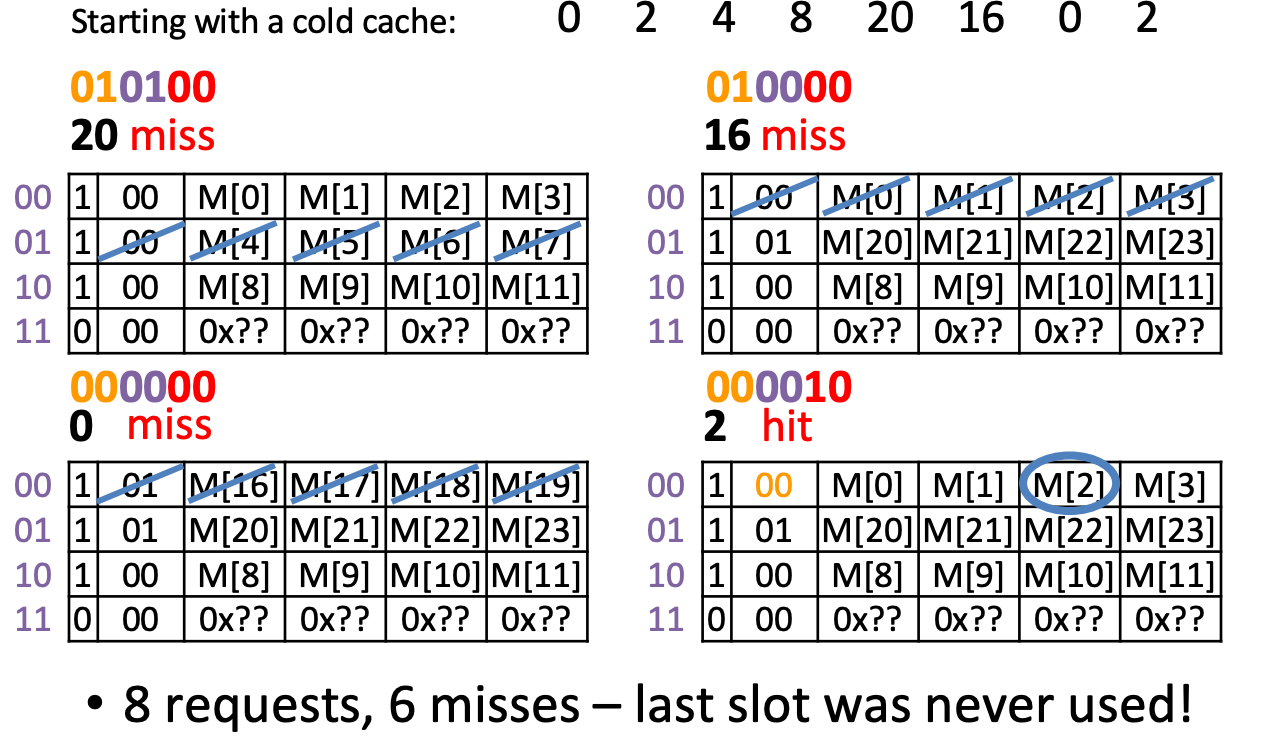 Starting with a cold cache: 0 2 4 8 20 16 0 2
010100
20 miss
00 1 00 M[0] M[1] M[2] M[3]
01 1 00 M[4] M[5] M[6] M[7]
10 1 00 M[8] M[9] M[10] M[11]
11 0 00 0x?? 0x?? 0x?? 0x??
010000
16 miss
00 1 00 M[0] M[1] M[2] M[3]
01 1 01 M[20] M[21] M[22] M[23]
10 1 00 M[8] M[9] M[10] M[11]
11 0 00 0x?? 0x?? 0x?? 0x??
000000
0 miss
00 1 01 M[16] M[17] M[18] M[19]
01 1 01 M[20] M[21] M[22] M[23]
10 1 00 M[8] M[9] M[10] M[11]
11 0 00 0x?? 0x?? 0x?? 0x??
000010
2 hit
00 1 00 M[0] M[1] M[2] M[3]
01 1 01 M[20] M[21] M[22] M[23]
10 1 00 M[8] M[9] M[10] M[11]
11 0 00 0x?? 0x?? 0x?? 0x??
• 8 requests, 6 misses – last slot was never used!